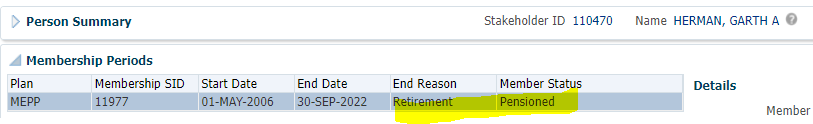 Person Summary Stakeholder ID 110470 Name HERMAN, GARTH A
Membership Periods
Plan Membership SID Start Date End Date End Reason Member Status
MEPP 11977 01-MAY-2006 30-SEP-2022 Retirement Pensioned
Details
Member